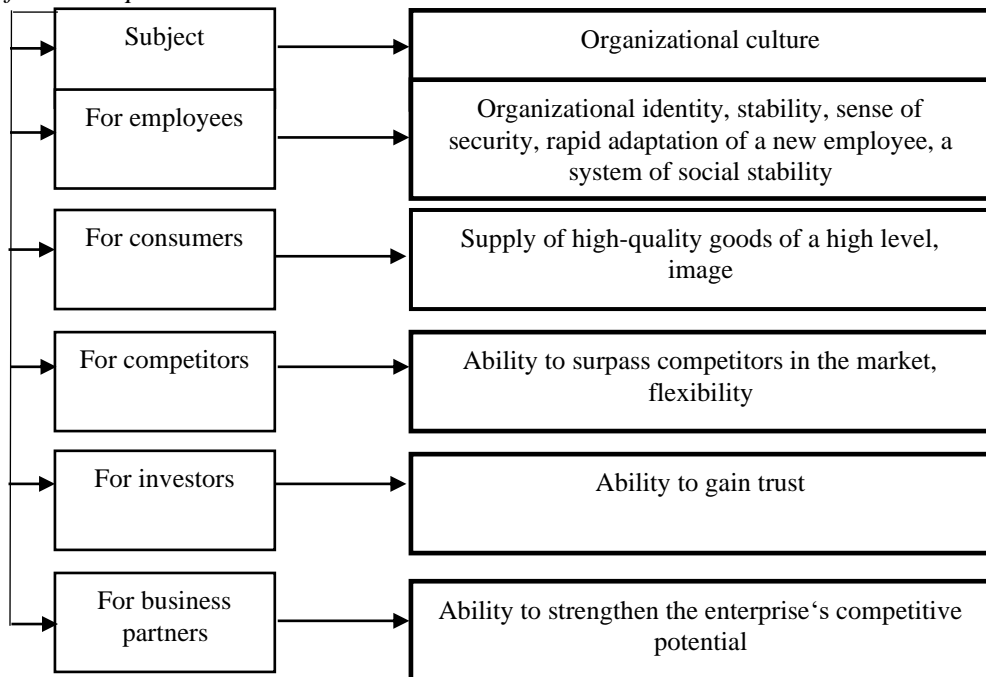 Subject
Organizational culture
For employees
Organizational identity, stability, sense of
security, rapid adaptation of a new employee, a
system of social stability
For consumers
Supply of high-quality goods of a high level,
image
For competitors
Ability to surpass competitors in the market,
flexibility
For investors
Ability to gain trust
For business
partners
Ability to strengthen the enterprise‘s competitive
potential